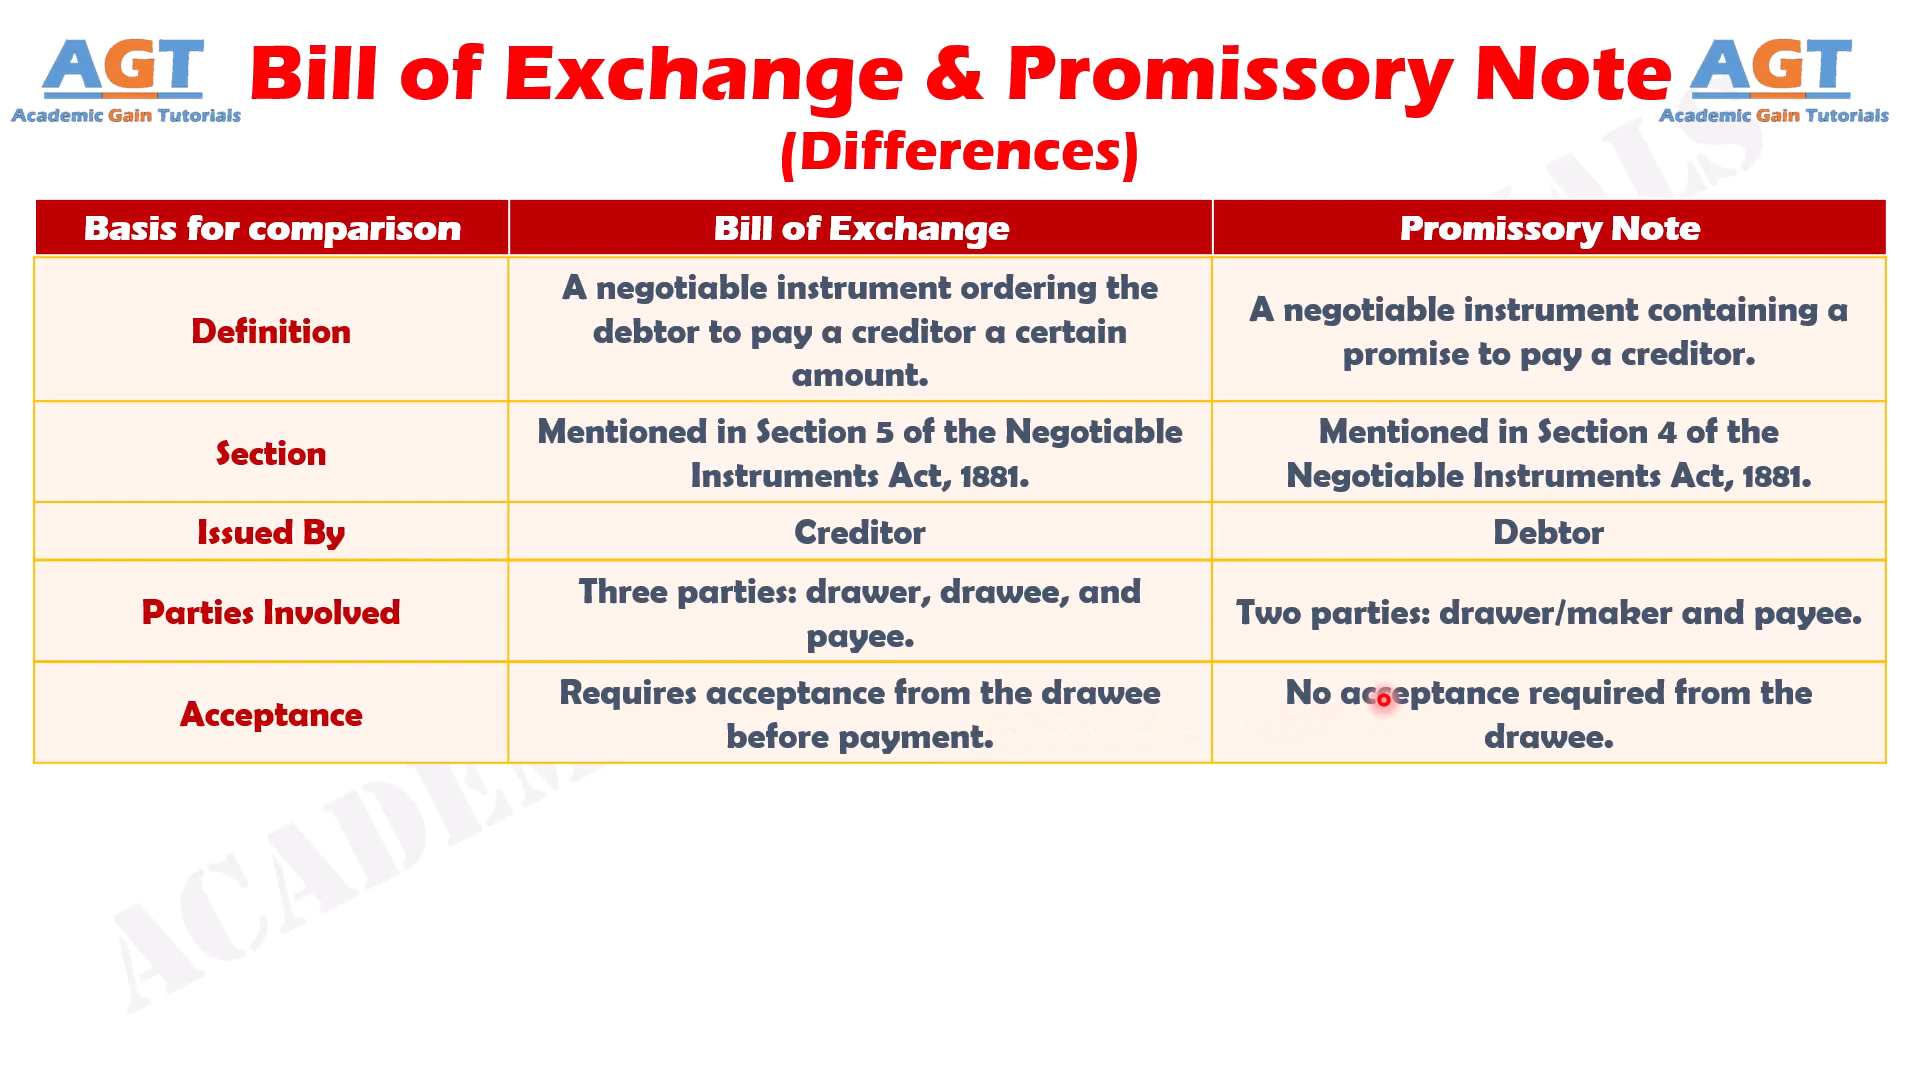 AGT
Academic Gain Tutorials
Bill of Exchange & Promissory Note
(Differences)
AGT
Academic Gain Tutorials
Basis for comparison
Bill of Exchange
Promissory Note
Definition
A negotiable instrument ordering the
debtor to pay a creditor a certain
amount.
A negotiable instrument containing a
promise to pay a creditor.
Section
Mentioned in Section 5 of the Negotiable
Instruments Act, 1881.
Mentioned in Section 4 of the
Negotiable Instruments Act, 1881.
Issued By
Creditor
Debtor
Parties Involved
Three parties: drawer, drawee, and
payee.
Two parties: drawer/maker and payee.
Acceptance
Requires acceptance from the drawee
before payment.
No acceptance required from the
drawee.